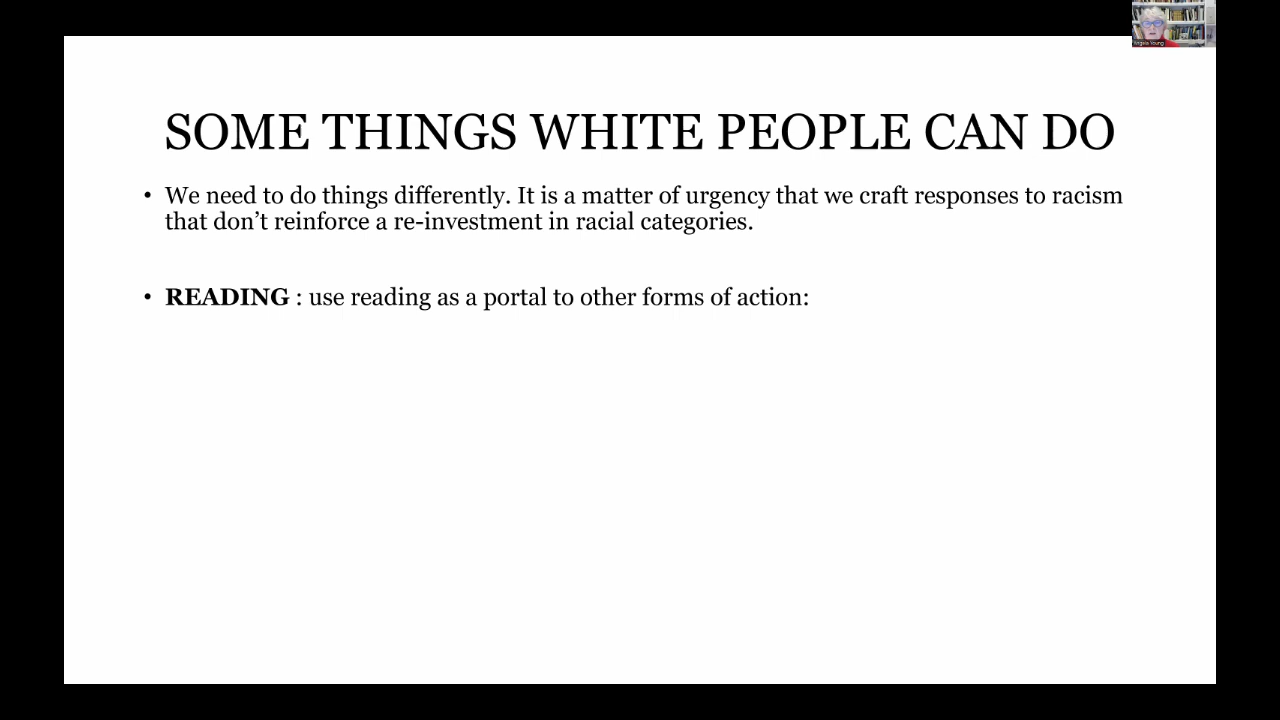 Angela Young
SOME THINGS WHITE PEOPLE CAN DO
• We need to do things differently. It is a matter of urgency that we craft responses to racism
that don’t reinforce a re-investment in racial categories.
• READING : use reading as a portal to other forms of action: